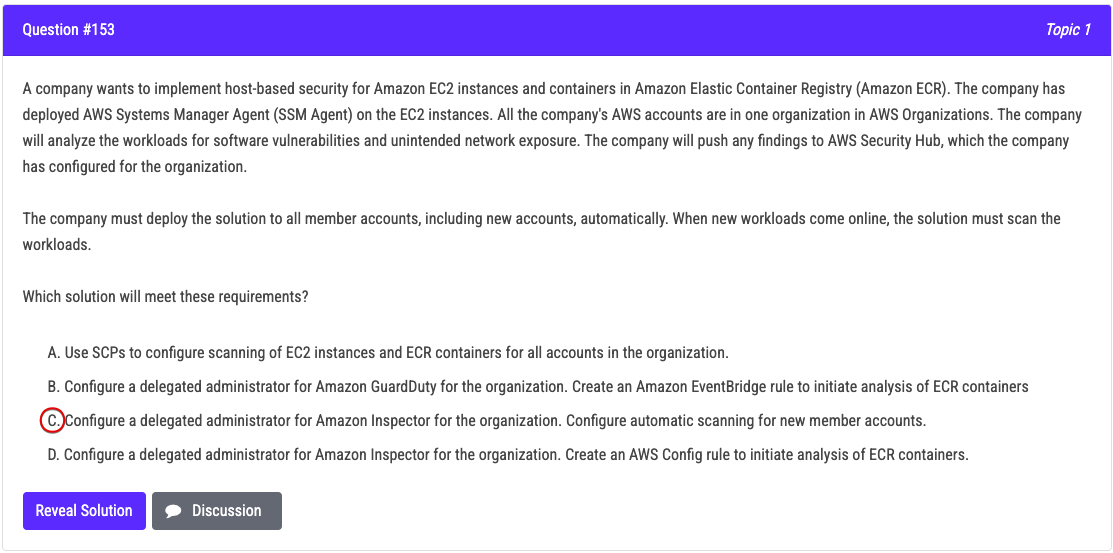 Question #153
Topic 1
A company wants to implement host-based security for Amazon EC2 instances and containers in Amazon Elastic Container Registry (Amazon ECR). The company has
deployed AWS Systems Manager Agent (SSM Agent) on the EC2 instances. All the company's AWS accounts are in one organization in AWS Organizations. The company
will analyze the workloads for software vulnerabilities and unintended network exposure. The company will push any findings to AWS Security Hub, which the company
has configured for the organization.
The company must deploy the solution to all member accounts, including new accounts, automatically. When new workloads come online, the solution must scan the
workloads.
Which solution will meet these requirements?
A. Use SCPs to configure scanning of EC2 instances and ECR containers for all accounts in the organization.
B. Configure a delegated administrator for Amazon GuardDuty for the organization. Create an Amazon EventBridge rule to initiate analysis of ECR containers
C. Configure a delegated administrator for Amazon Inspector for the organization. Configure automatic scanning for new member accounts.
D. Configure a delegated administrator for Amazon Inspector for the organization. Create an AWS Config rule to initiate analysis of ECR containers.
Reveal Solution
Discussion